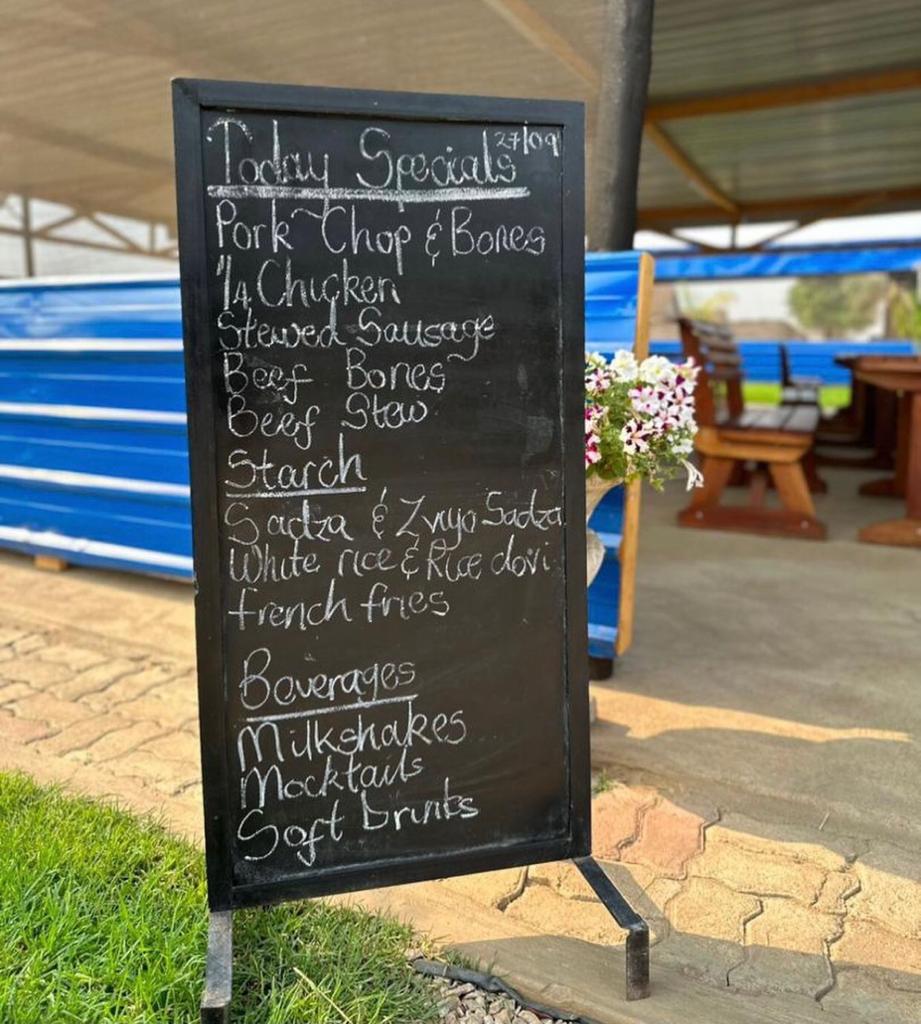 Today Specials 27/09
Pork Chop & Bones
1/4 Chicken
Stewed Sausage
Beef Bones
Beef Stew
Starch
Sadza & Zviyo Sadza
White rice & Rice dovi
french fries
Beverages
Milkshakes
Mocktails
Soft Drinks